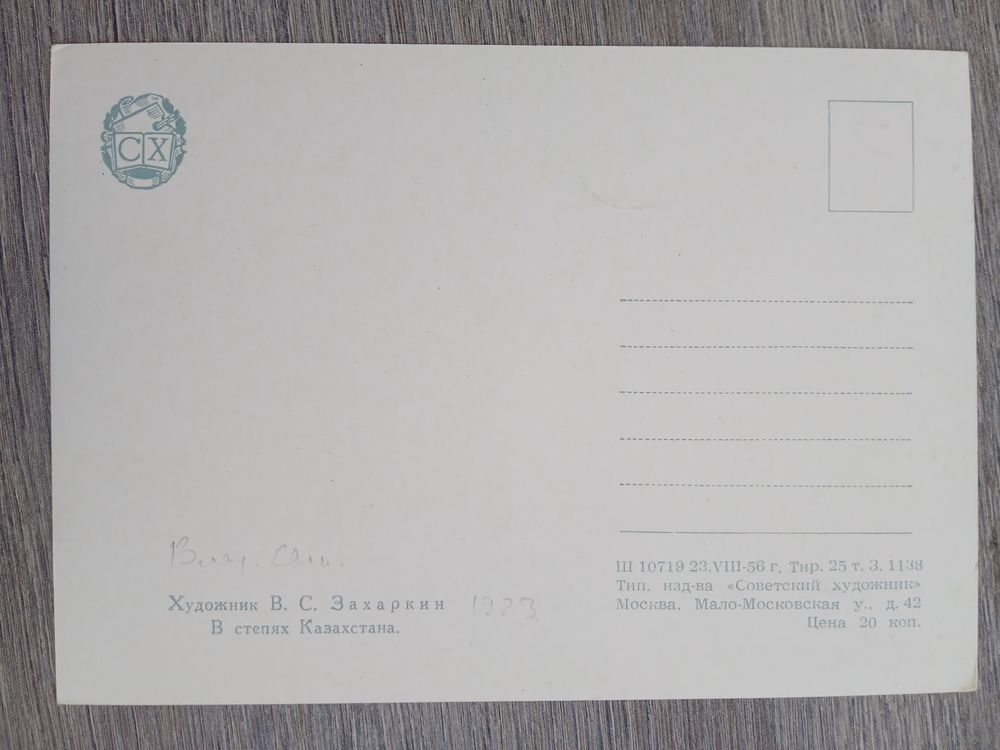 СХ
Художник В. С. Захаркин
В степях Казахстана.
Ш 10719 23.VIII-56 г. Тир. 25 т. З. 1138
Тип. изд-ва «Советский художник»
Москва. Мало-Московская у., д. 42
Цена 20 коп.